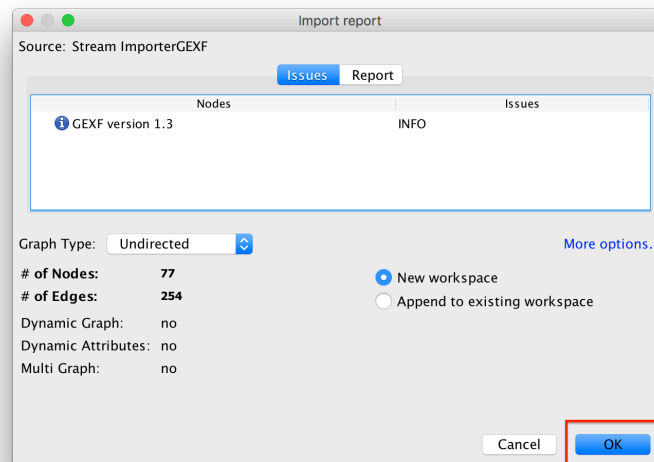 Import report
Source: Stream ImporterGEXF
Issues Report
Nodes Issues
GEXF version 1.3 INFO
Graph Type: Undirected More options.
# of Nodes: 77 New workspace
# of Edges: 254 Append to existing workspace
Dynamic Graph: no
Dynamic Attributes: no
Multi Graph: no
Cancel OK